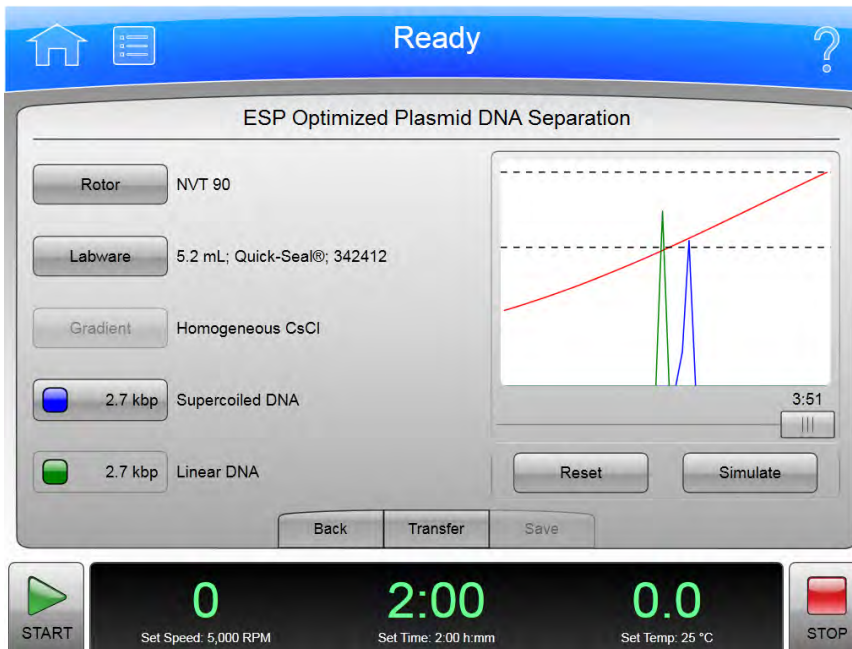 Ready
?
ESP Optimized Plasmid DNA Separation
Rotor NVT 90
Labware 5.2 mL; Quick-Seal®; 342412
Gradient Homogeneous CsCl
2.7 kbp Supercoiled DNA
2.7 kbp Linear DNA
3:51
Reset Simulate
Back Transfer Save
START
0 2:00 0.0
Set Speed: 5,000 RPM Set Time: 2:00 h:mm Set Temp: 25 °C
STOP